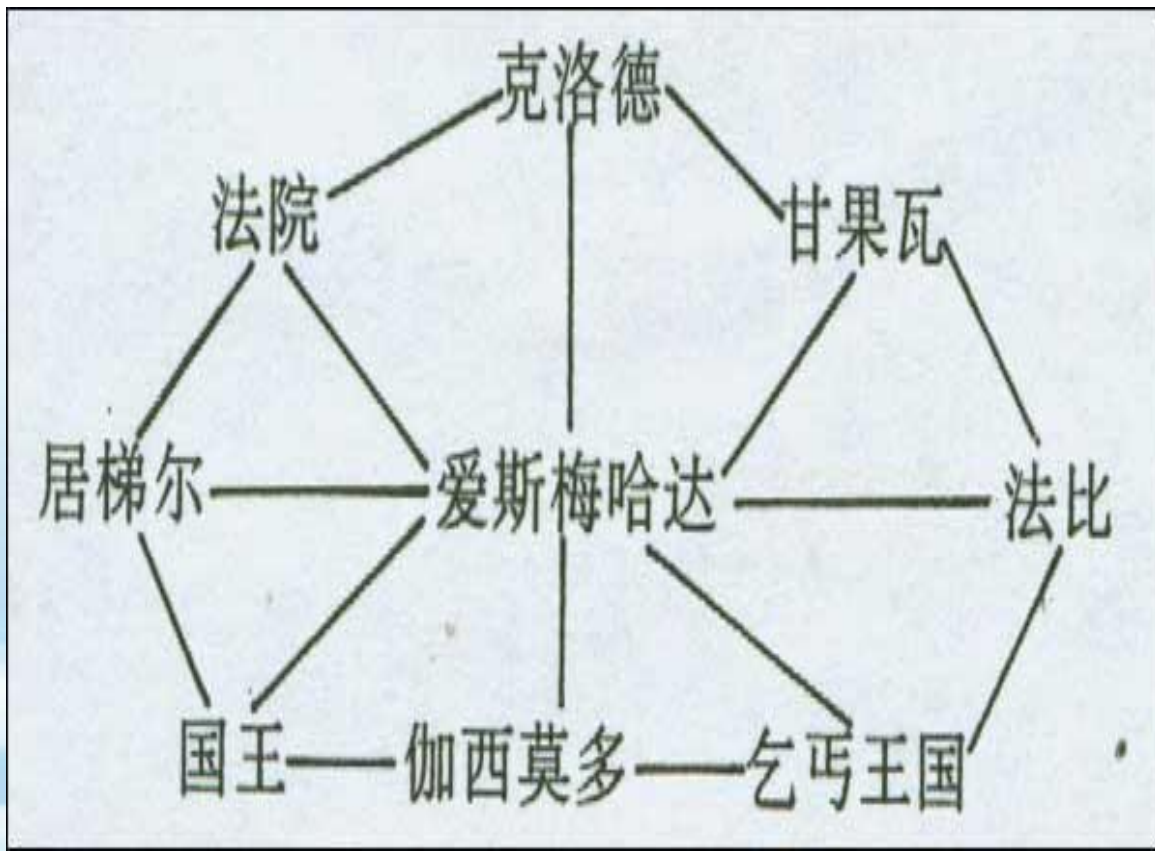 克洛德
法院
甘果瓦
居梯尔
爱斯梅哈达
法比
国王
伽西莫多
乞丐王国